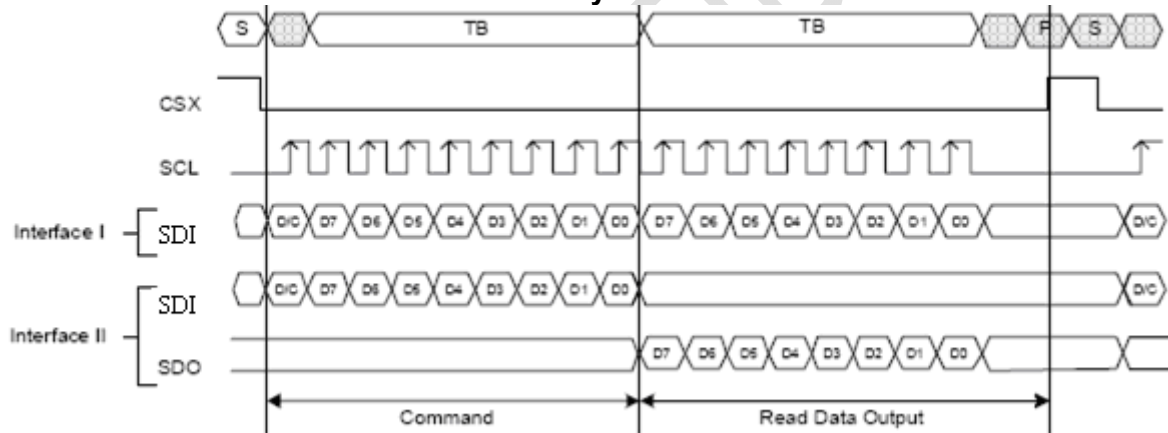 S TB TB P S
CSX
SCL
Interface I SDI D/C D7 D6 D5 D4 D3 D2 D1 D0 D7 D6 D5 D4 D3 D2 D1 D0 D/C
SDI D/C D7 D6 D5 D4 D3 D2 D1 D0 D/C
Interface II
SDO D7 D6 D5 D4 D3 D2 D1 D0
Command Read Data Output